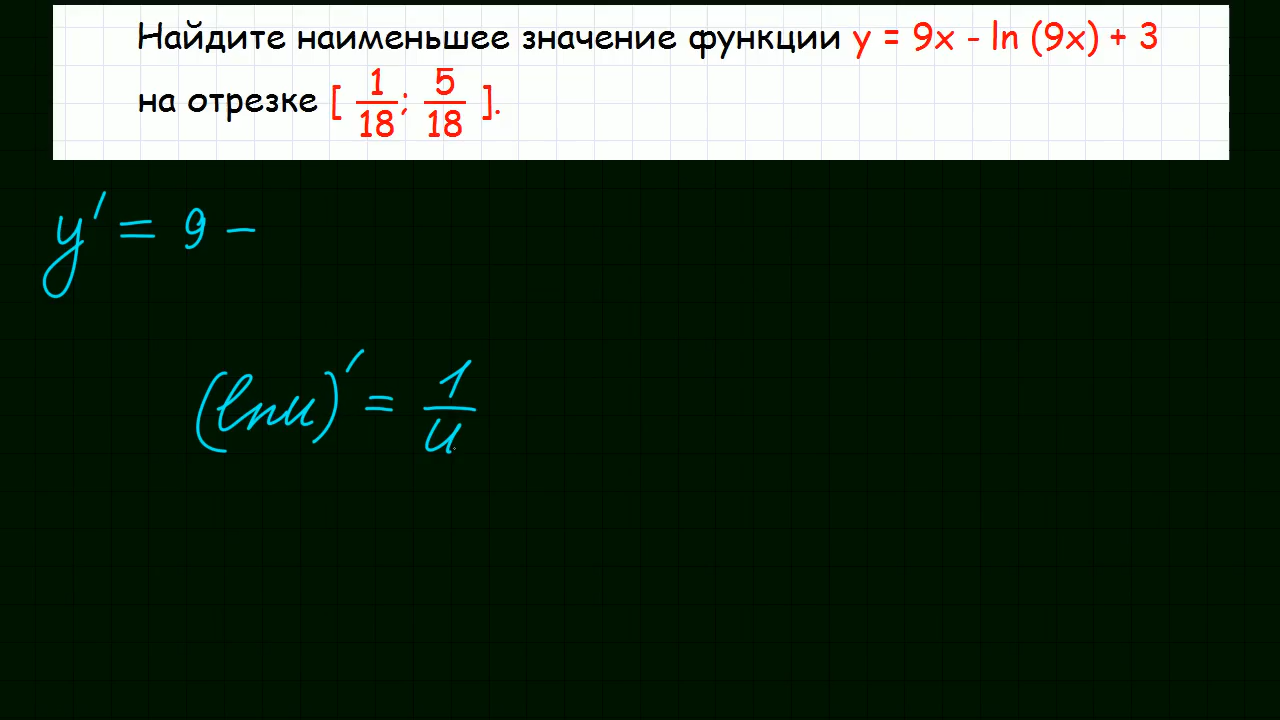 Найдите наименьшее значение функции y = 9x - ln (9x) + 3
на отрезке [ 1/18; 5/18 ].
y' = 9 -
(ln u)' = 1/u